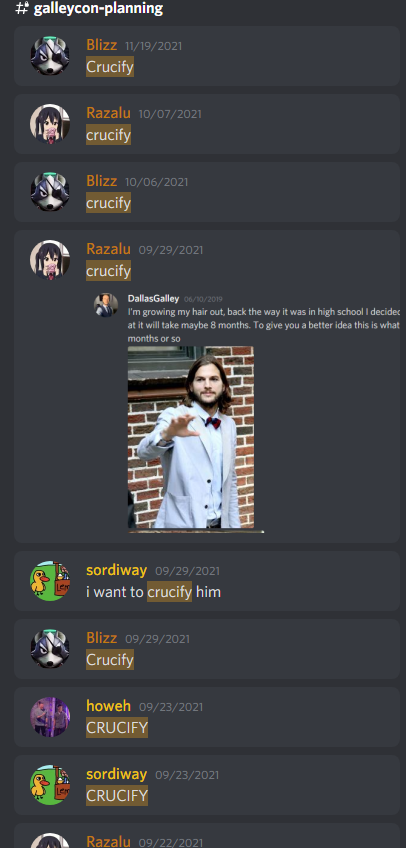 galleycon-planning
Blizz 11/19/2021
Crucify
Razalu 10/07/2021
crucify
Blizz 10/06/2021
crucify
Razalu 09/29/2021
crucify
DallasGalley 06/10/2019
I'm growing my hair out, back the way it was in high school I decided
at it will take maybe 8 months. To give you a better idea this is what
months or so
sordiway 09/29/2021
i want to crucify him
Blizz 09/29/2021
Crucify
howeh 09/23/2021
CRUCIFY
sordiway 09/23/2021
CRUCIFY
Razalu 09/22/2021